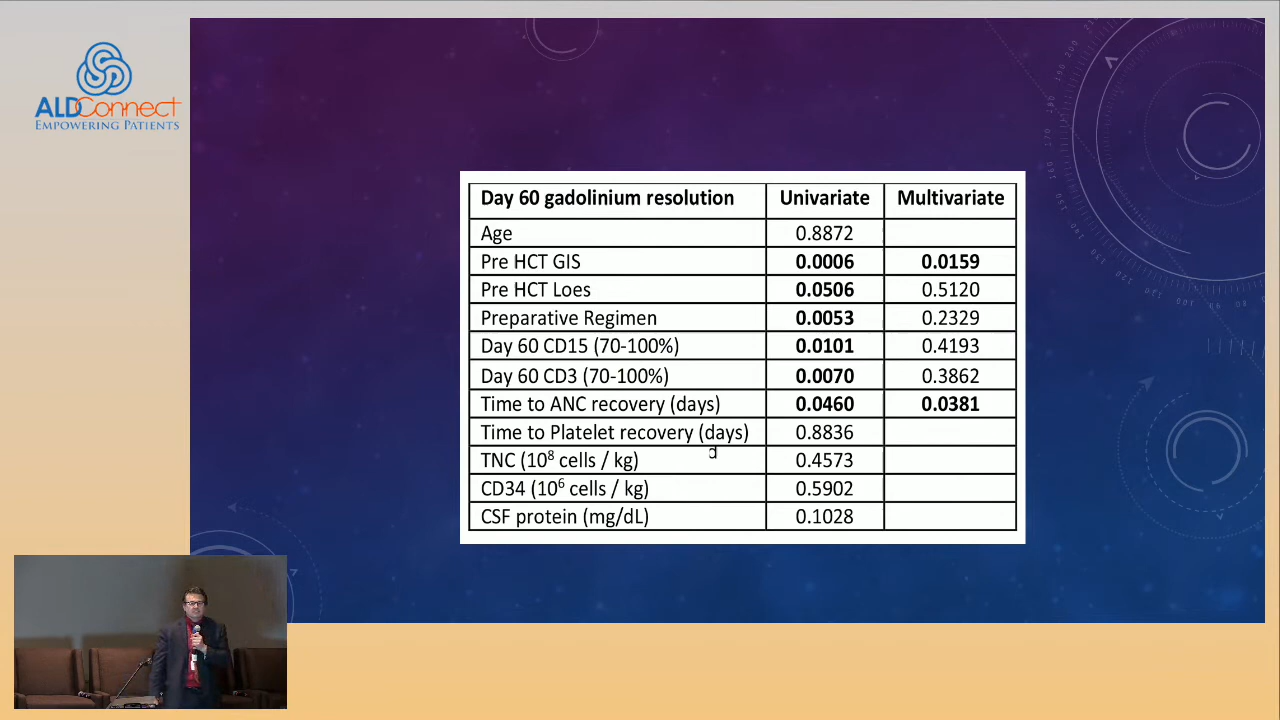 ALDConnect
EMPOWERING PATIENTS
Day 60 gadolinium resolution Univariate Multivariate
Age 0.8872
Pre HCT GIS 0.0006 0.0159
Pre HCT Loes 0.0506 0.5120
Preparative Regimen 0.0053 0.2329
Day 60 CD15 (70-100%) 0.0101 0.4193
Day 60 CD3 (70-100%) 0.0070 0.3862
Time to ANC recovery (days) 0.0460 0.0381
Time to Platelet recovery (days) 0.8836
TNC (10⁸ cells / kg) 0.4573
CD34 (10⁶ cells / kg) 0.5902
CSF protein (mg/dL) 0.1028